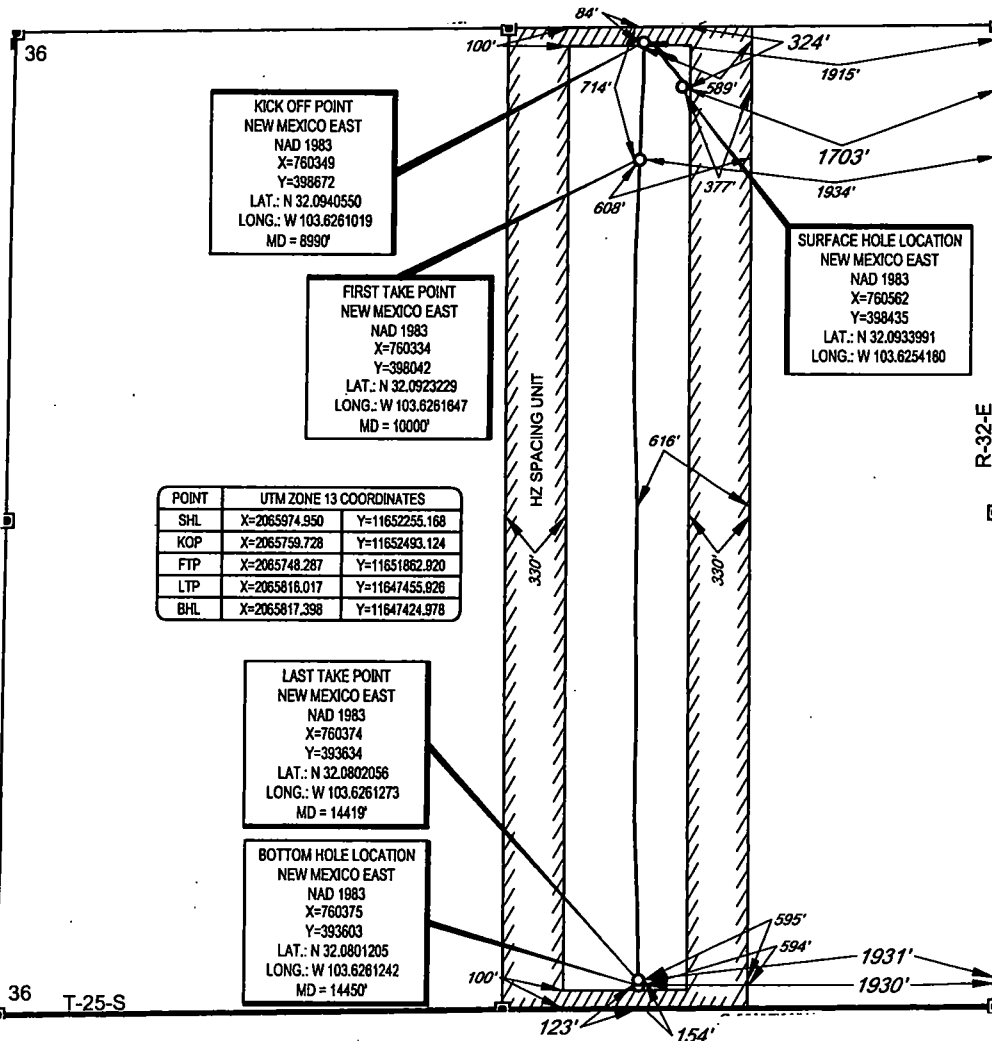 36
84'
100'
324'
1915'
714'
589'
1703'
377'
1934'
608'
KICK OFF POINT
NEW MEXICO EAST
NAD 1983
X=760349
Y=398672
LAT.: N 32.0940550
LONG.: W 103.6261019
MD = 8990'
SURFACE HOLE LOCATION
NEW MEXICO EAST
NAD 1983
X=760562
Y=398435
LAT.: N 32.0933991
LONG.: W 103.6254180
FIRST TAKE POINT
NEW MEXICO EAST
NAD 1983
X=760334
Y=398042
LAT.: N 32.0923229
LONG.: W 103.6261647
MD = 10000'
HZ SPACING UNIT
R-32-E
616'
330'
330'
POINT UTM ZONE 13 COORDINATES
SHL X=2065974.950 Y=11652255.168
KOP X=2065759.728 Y=11652493.124
FTP X=2065748.287 Y=11651862.920
LTP X=2065816.017 Y=11647455.926
BHL X=2065817.398 Y=11647424.978
LAST TAKE POINT
NEW MEXICO EAST
NAD 1983
X=760374
Y=393634
LAT.: N 32.0802056
LONG.: W 103.6261273
MD = 14419'
BOTTOM HOLE LOCATION
NEW MEXICO EAST
NAD 1983
X=760375
Y=393603
LAT.: N 32.0801205
LONG.: W 103.6261242
MD = 14450'
595'
594'
1931'
1930'
100'
36
T-25-S
123'
154'